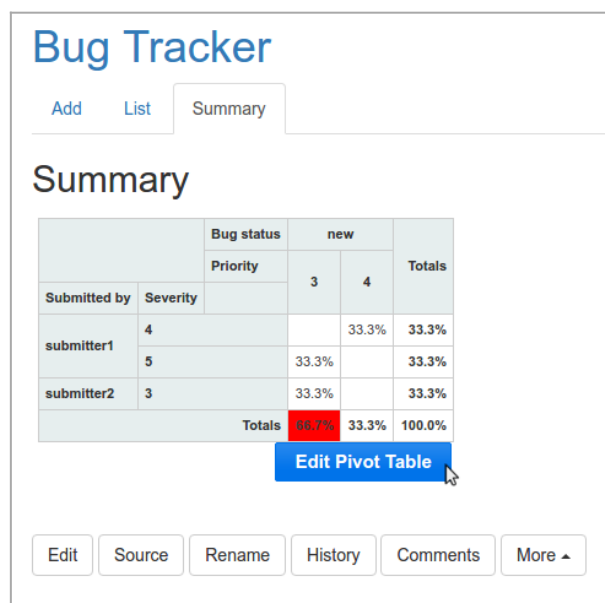 Bug Tracker
Add List Summary
Summary
Bug status new
Priority 3 4 Totals
Submitted by Severity
submitter1 4 33.3% 33.3%
5 33.3% 33.3%
submitter2 3 33.3% 33.3%
Totals 66.7% 33.3% 100.0%
Edit Pivot Table
Edit Source Rename History Comments More